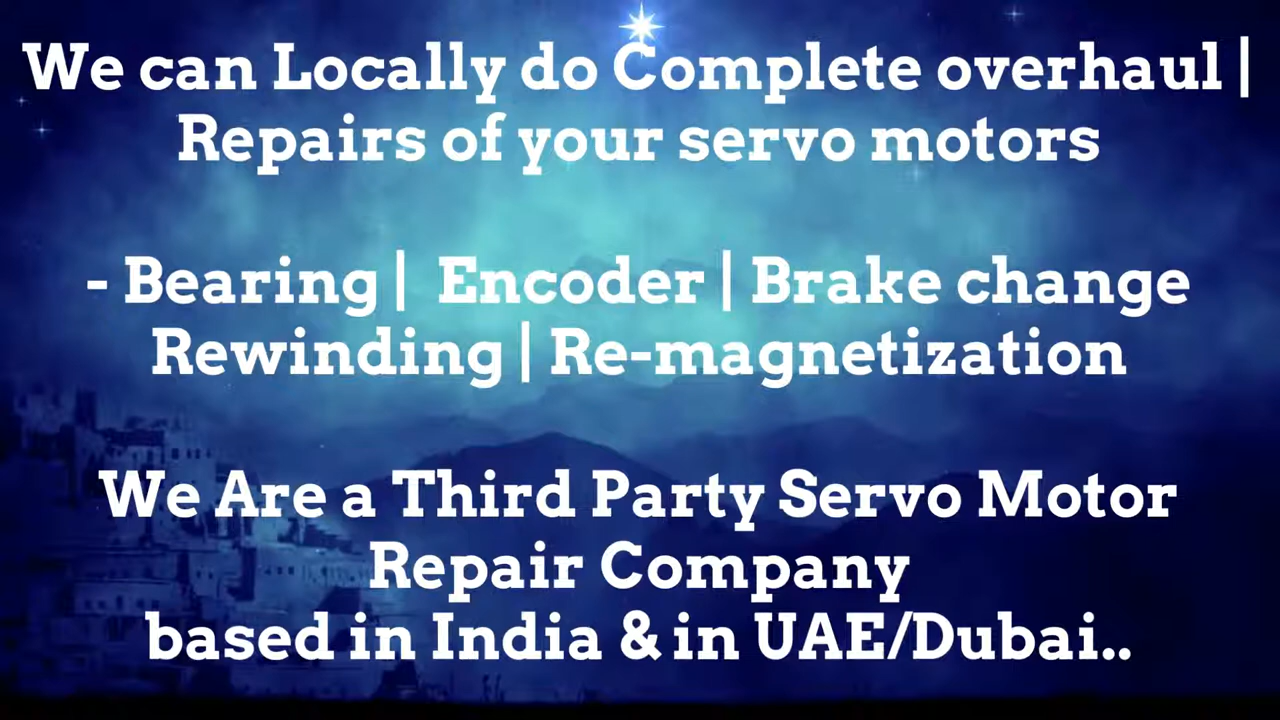 We can Locally do Complete overhaul |
Repairs of your servo motors
- Bearing | Encoder | Brake change
Rewinding | Re-magnetization
We Are a Third Party Servo Motor
Repair Company
based in India & in UAE/Dubai..